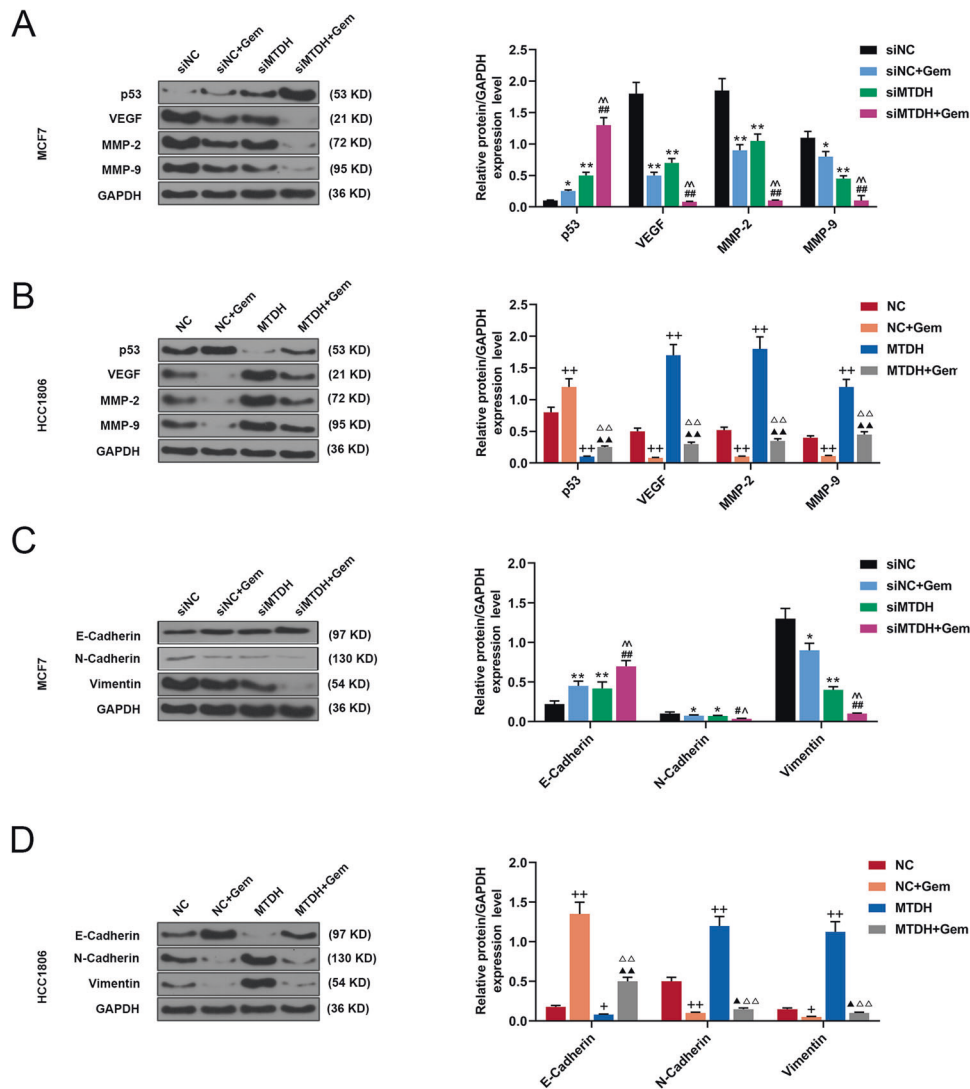 A
MCF7
siNC
siNC+Gem
siMTDH
siMTDH+Gem
p53 (53 KD)
VEGF (21 KD)
MMP-2 (72 KD)
MMP-9 (95 KD)
GAPDH (36 KD)
Relative protein/GAPDH
expression level
2.5
2.0
1.5
1.0
0.5
0.0
*
**
^^
##
**
**
^^
##
**
**
^^
##
*
**
^^
##
p53
VEGF
MMP-2
MMP-9
siNC
siNC+Gem
siMTDH
siMTDH+Gem
B
HCC1806
NC
NC+Gem
MTDH
MTDH+Gem
p53 (53 KD)
VEGF (21 KD)
MMP-2 (72 KD)
MMP-9 (95 KD)
GAPDH (36 KD)
Relative protein/GAPDH
expression level
2.5
2.0
1.5
1.0
0.5
0.0
++
++
△△
▲▲
++
++
△△
▲▲
++
++
△△
▲▲
++
++
△△
▲▲
p53
VEGF
MMP-2
MMP-9
NC
NC+Gem
MTDH
MTDH+Gem
C
MCF7
siNC
siNC+Gem
siMTDH
siMTDH+Gem
E-Cadherin (97 KD)
N-Cadherin (130 KD)
Vimentin (54 KD)
GAPDH (36 KD)
Relative protein/GAPDH
expression level
2.0
1.5
1.0
0.5
0.0
**
**
^^
##
*
*
#^
*
**
^^
##
E-Cadherin
N-Cadherin
Vimentin
siNC
siNC+Gem
siMTDH
siMTDH+Gem
D
HCC1806
NC
NC+Gem
MTDH
MTDH+Gem
E-Cadherin (97 KD)
N-Cadherin (130 KD)
Vimentin (54 KD)
GAPDH (36 KD)
Relative protein/GAPDH
expression level
2.0
1.5
1.0
0.5
0.0
++
+
△△
▲▲
++
++
▲△△
+
++
▲△△
E-Cadherin
N-Cadherin
Vimentin
NC
NC+Gem
MTDH
MTDH+Gem